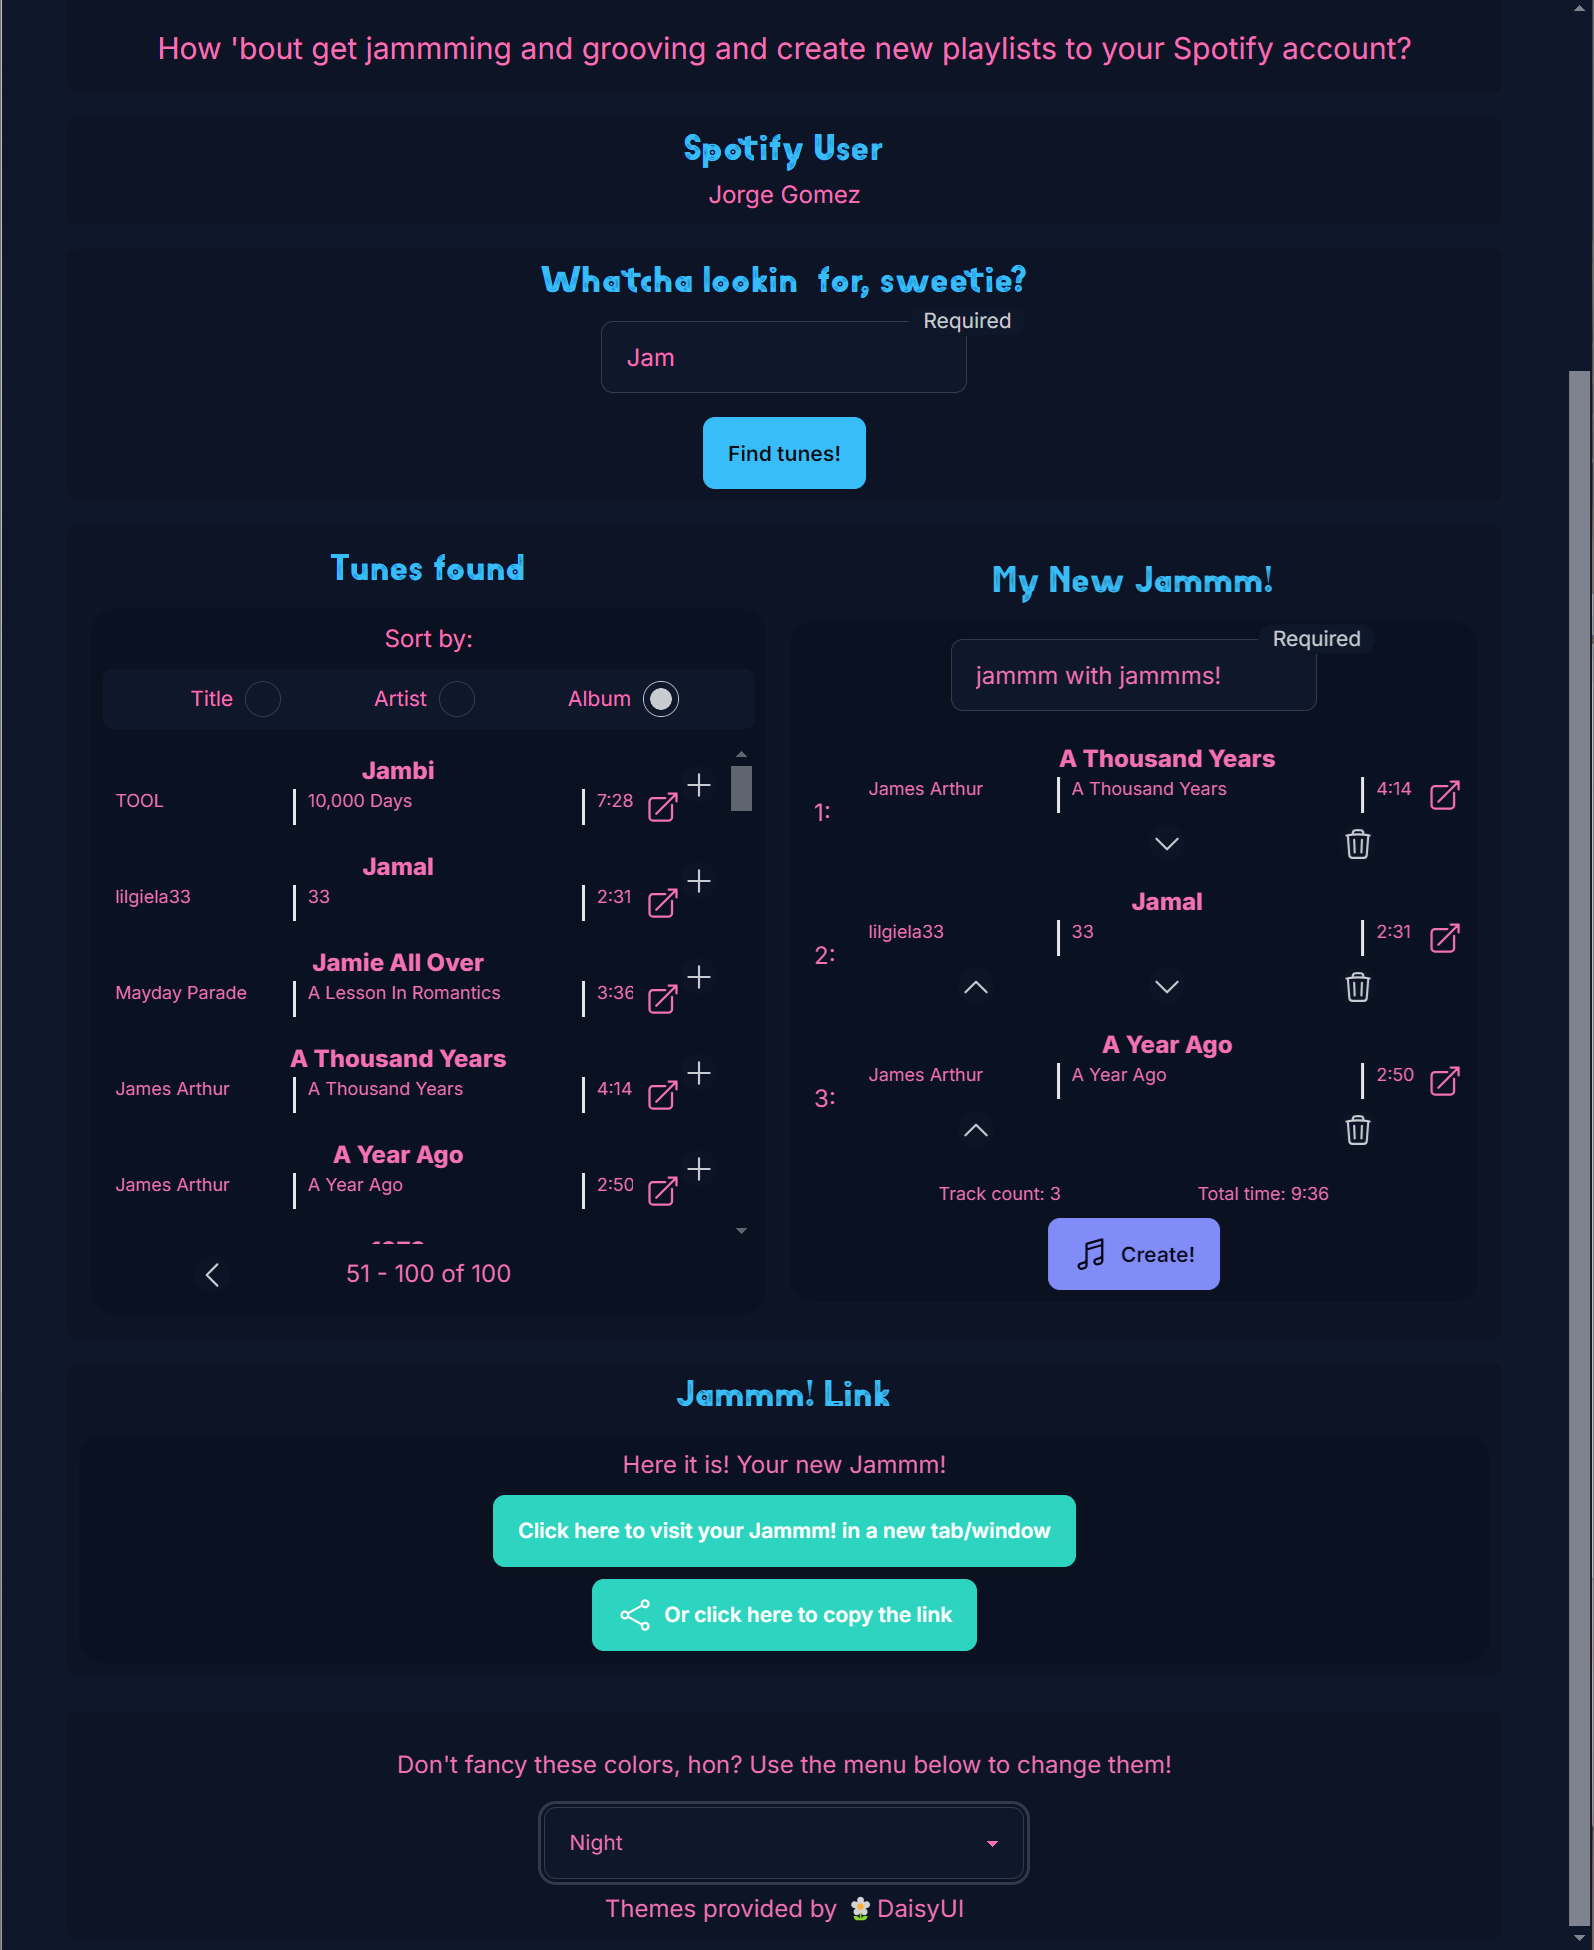 How 'bout get jammming and grooving and create new playlists to your Spotify account?
Spotify User
Jorge Gomez
Whatcha lookin for, sweetie?
Required
Jam
Find tunes!
Tunes found
Sort by:
Title Artist Album
Jambi
TOOL 10,000 Days 7:28
Jamal
lilgiela33 33 2:31
Jamie All Over
Mayday Parade A Lesson In Romantics 3:36
A Thousand Years
James Arthur A Thousand Years 4:14
A Year Ago
James Arthur A Year Ago 2:50
51 - 100 of 100
My New Jammm!
Required
jammm with jammms!
A Thousand Years
James Arthur A Thousand Years 4:14
1:
Jamal
lilgiela33 33 2:31
2:
A Year Ago
James Arthur A Year Ago 2:50
3:
Track count: 3 Total time: 9:36
Create!
Jammm! Link
Here it is! Your new Jammm!
Click here to visit your Jammm! in a new tab/window
Or click here to copy the link
Don't fancy these colors, hon? Use the menu below to change them!
Night
Themes provided by 🌼 DaisyUI